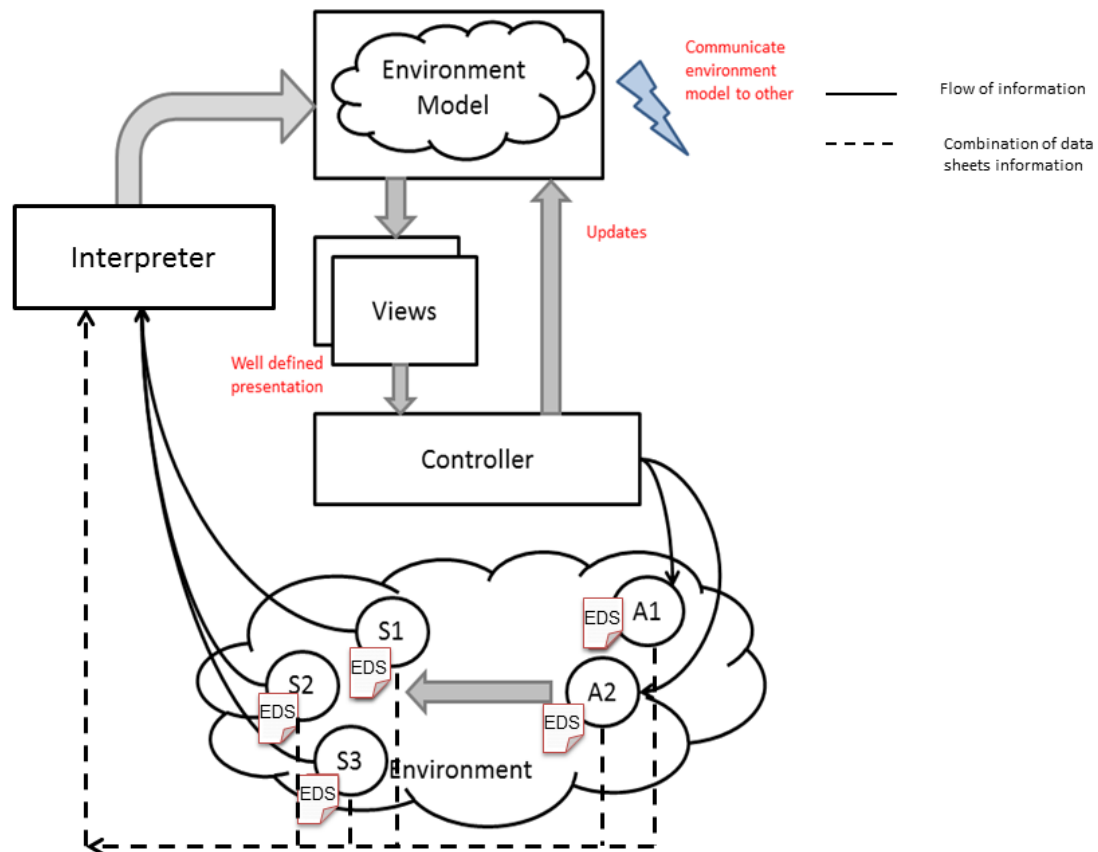 Environment
Model
Communicate
environment
model to other
Flow of information
Combination of data
sheets information
Interpreter
Updates
Views
Well defined
presentation
Controller
A1
EDS
S1
EDS
A2
EDS
S2
EDS
S3
EDS
Environment